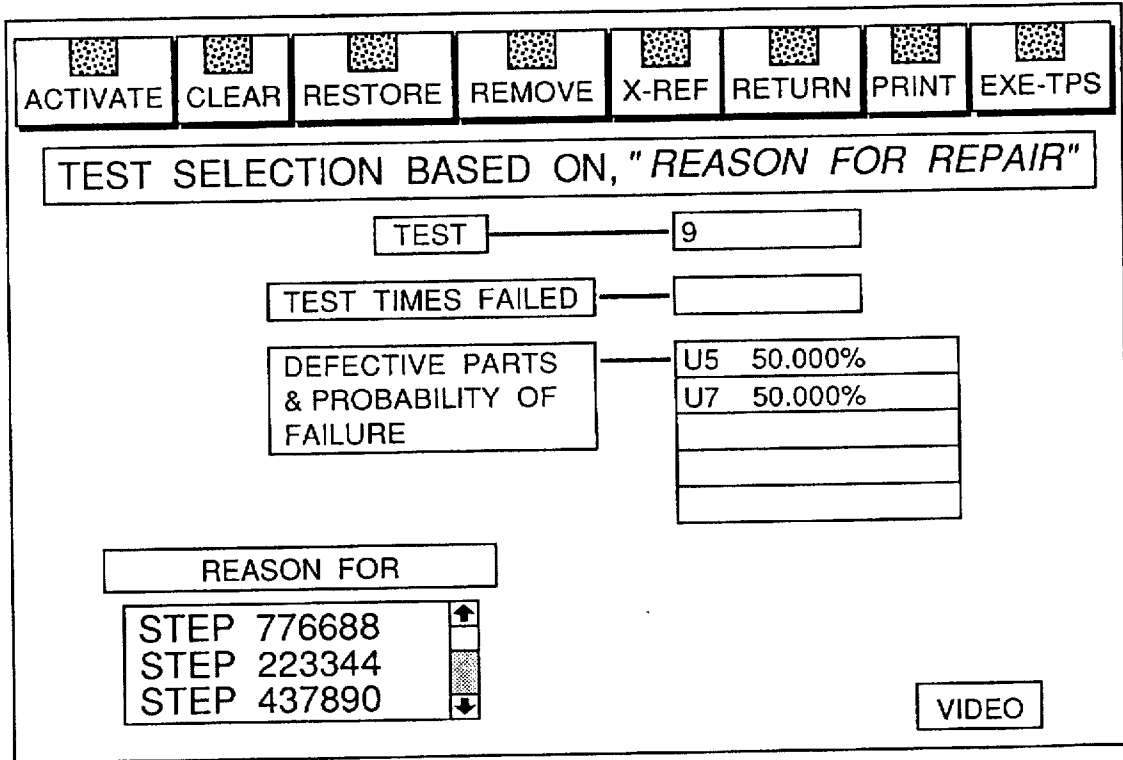 ACTIVATE CLEAR RESTORE REMOVE X-REF RETURN PRINT EXE-TPS
TEST SELECTION BASED ON, "REASON FOR REPAIR"
TEST 9
TEST TIMES FAILED
DEFECTIVE PARTS
& PROBABILITY OF
FAILURE
U5 50.000%
U7 50.000%
REASON FOR
STEP 776688
STEP 223344
STEP 437890
VIDEO